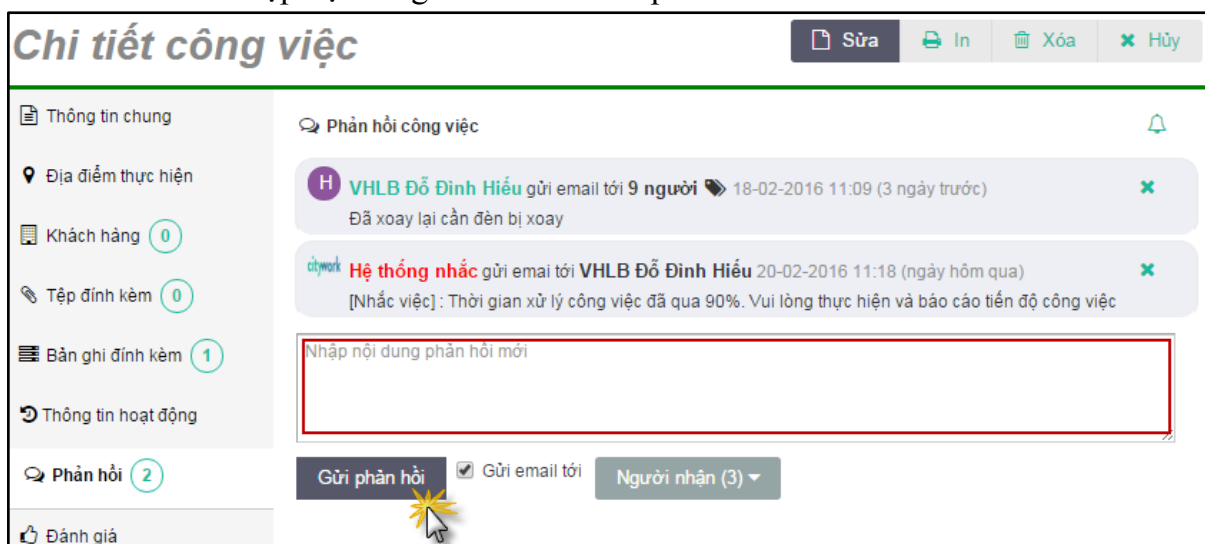 Chi tiết công việc
Sửa
In
Xóa
Hủy
Thông tin chung
Địa điểm thực hiện
Khách hàng 0
Tệp đính kèm 0
Bản ghi đính kèm 1
Thông tin hoạt động
Phản hồi 2
Đánh giá
Phản hồi công việc
H VHLB Đỗ Đình Hiếu gửi email tới 9 người 18-02-2016 11:09 (3 ngày trước)
Đã xoay lại cần đèn bị xoay
citywork Hệ thống nhắc gửi emai tới VHLB Đỗ Đình Hiếu 20-02-2016 11:18 (ngày hôm qua)
[Nhắc việc] : Thời gian xử lý công việc đã qua 90%. Vui lòng thực hiện và báo cáo tiến độ công việc
Nhập nội dung phản hồi mới
Gửi phản hồi
Gửi email tới
Người nhận (3)